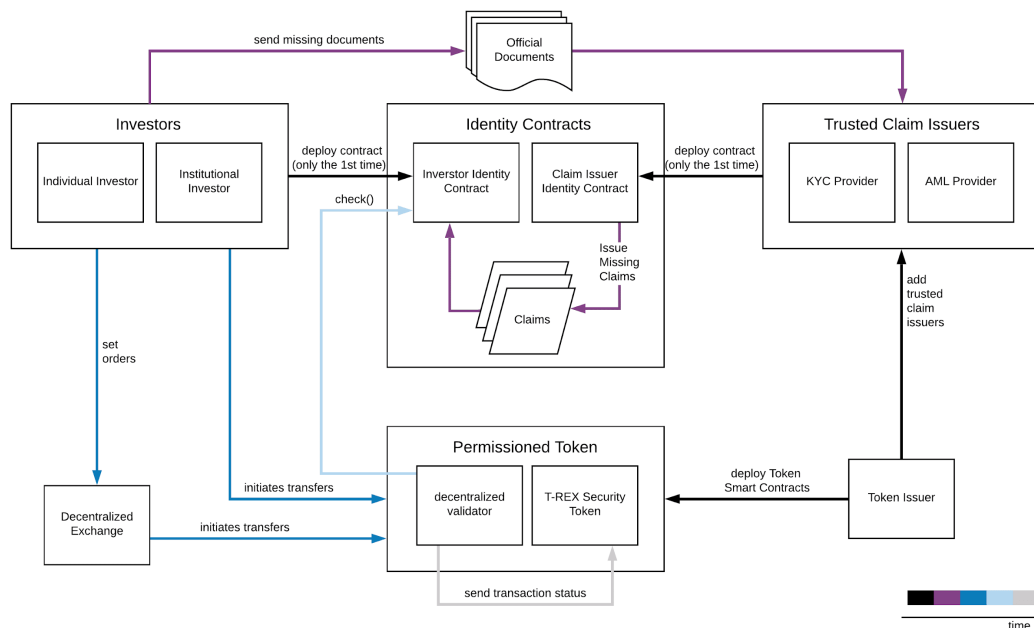 send missing documents
Official
Documents
Investors
Individual Investor
Institutional
Investor
deploy contract
(only the 1st time)
Identity Contracts
Inverstor Identity
Contract
Claim Issuer
Identity Contract
deploy contract
(only the 1st time)
Trusted Claim Issuers
KYC Provider
AML Provider
check()
Issue
Missing
Claims
Claims
add
trusted
claim
issuers
set
orders
Permissioned Token
decentralized
validator
T-REX Security
Token
deploy Token
Smart Contracts
Token Issuer
initiates transfers
Decentralized
Exchange
initiates transfers
send transaction status
time